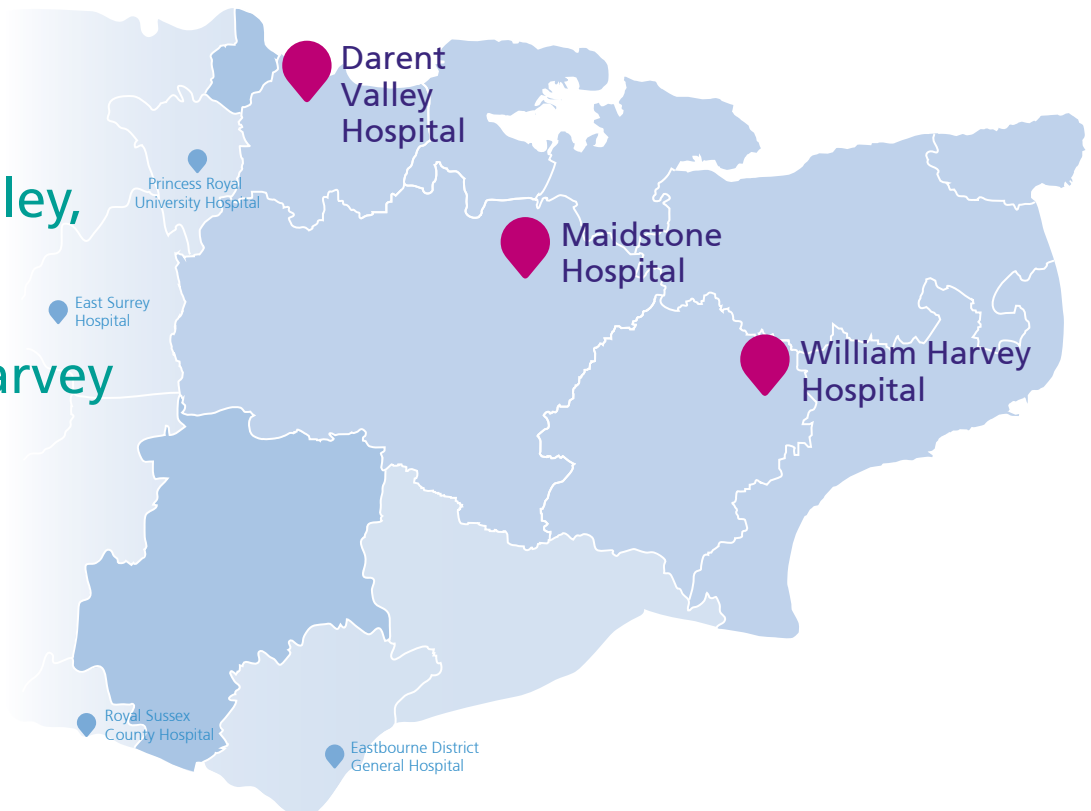 Darent
Valley
Hospital
Princess Royal
University Hospital
ley,
Maidstone
Hospital
East Surrey
Hospital
William Harvey
Hospital
arvey
Royal Sussex
County Hospital
Eastbourne District
General Hospital